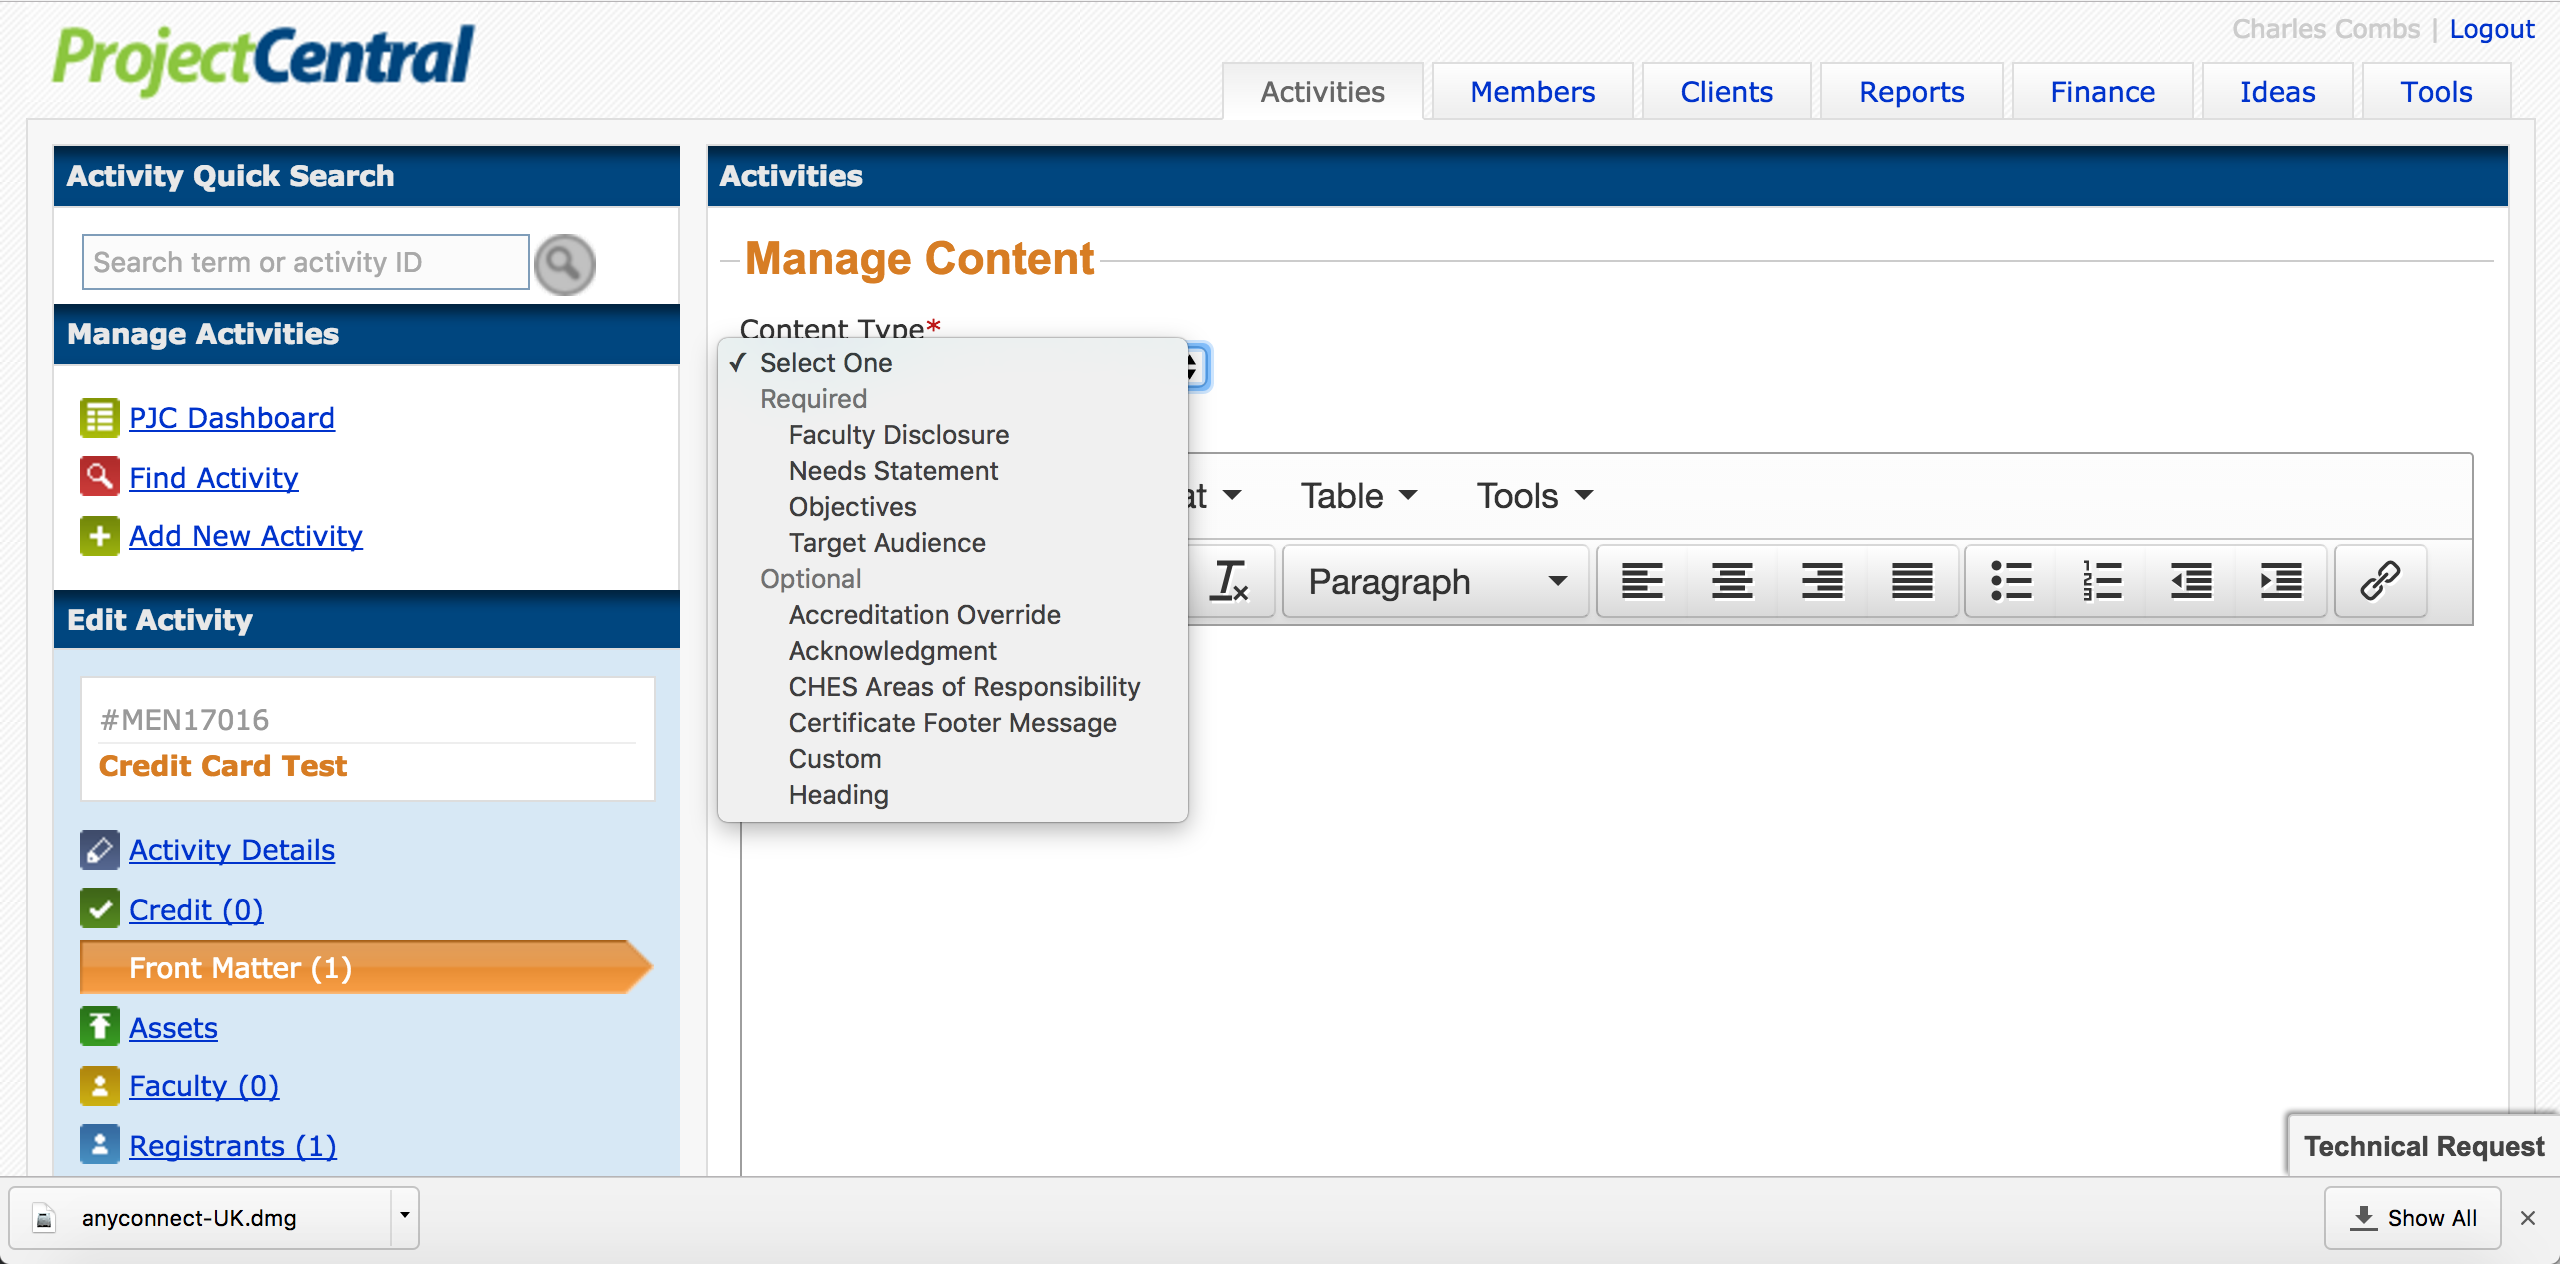 ProjectCentral
Charles Combs | Logout
Activities
Members
Clients
Reports
Finance
Ideas
Tools
Activity Quick Search
Search term or activity ID
Manage Activities
PJC Dashboard
Find Activity
Add New Activity
Edit Activity
#MEN17016
Credit Card Test
Activity Details
Credit (0)
Front Matter (1)
Assets
Faculty (0)
Registrants (1)
Activities
Manage Content
Content Type*
✓ Select One
Required
Faculty Disclosure
Needs Statement
Objectives
Target Audience
Optional
Accreditation Override
Acknowledgment
CHES Areas of Responsibility
Certificate Footer Message
Custom
Heading
at
Table
Tools
Paragraph
Technical Request
anyconnect-UK.dmg
Show All